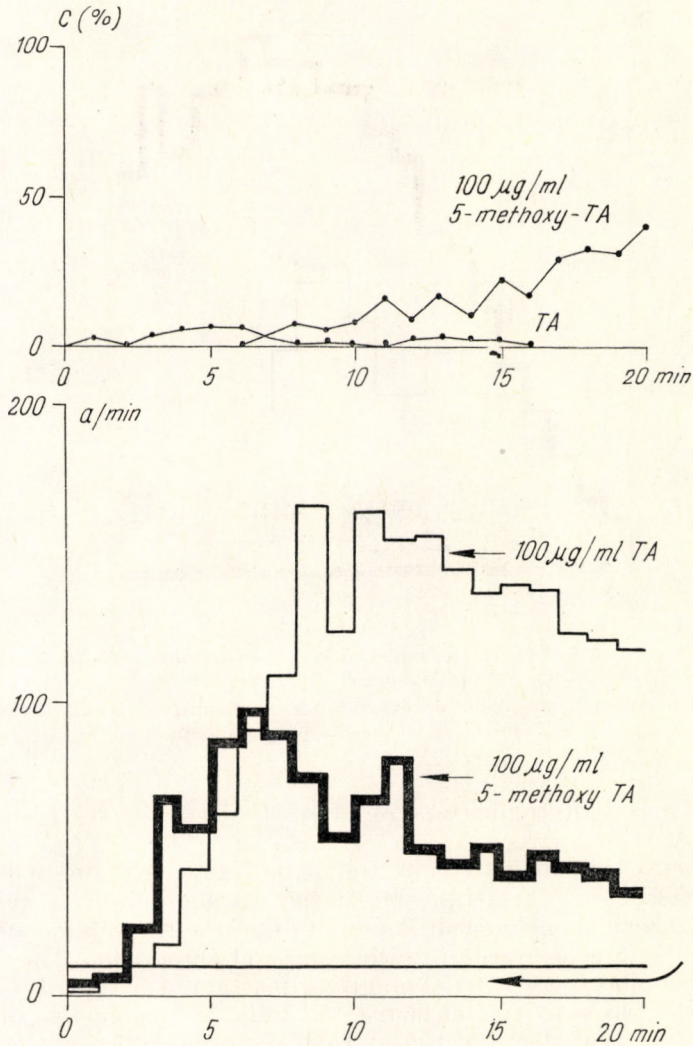 C (%)
100
50
0
100 µg/ml
5-methoxy-TA
TA
0 5 10 15 20 min
200
a/min
100
0
100 µg/ml TA
100 µg/ml
5-methoxy TA
0 5 10 15 20 min